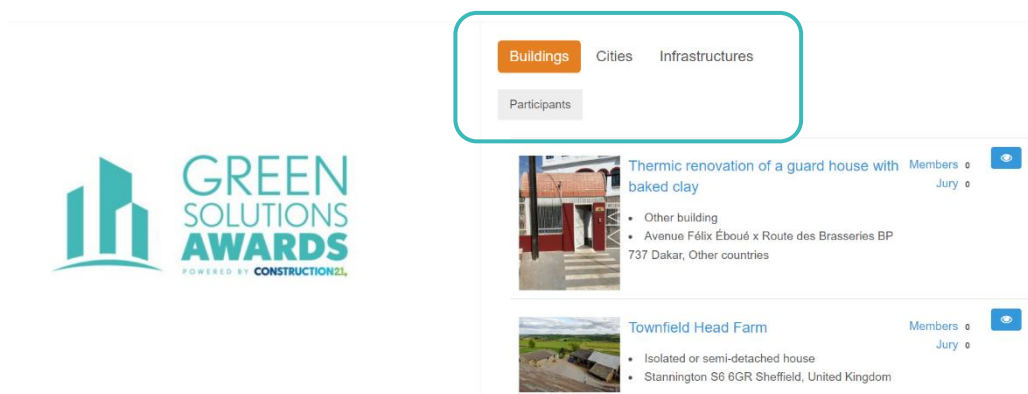 GREEN
SOLUTIONS
AWARDS
POWERED BY CONSTRUCTION21
Buildings Cities Infrastructures
Participants
Thermic renovation of a guard house with
baked clay
Members 0
Jury 0
• Other building
• Avenue Félix Éboué x Route des Brasseries BP
737 Dakar, Other countries
Townfield Head Farm
Members 0
Jury 0
• Isolated or semi-detached house
• Stannington S6 6GR Sheffield, United Kingdom